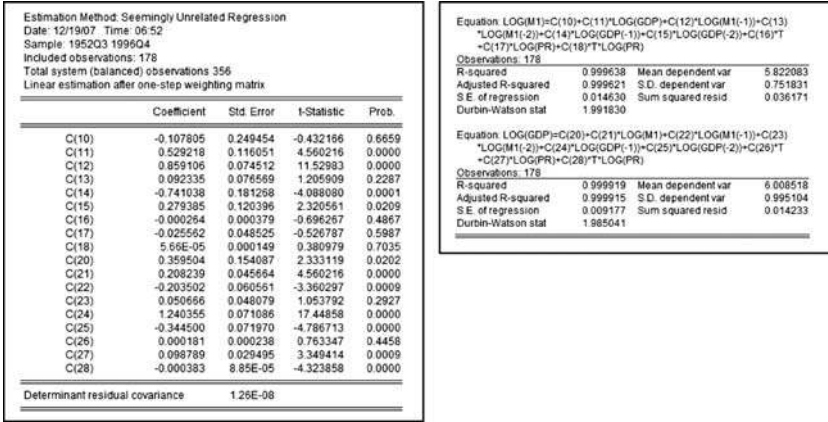 Estimation Method: Seemingly Unrelated Regression
Date: 12/19/07 Time: 06:52
Sample: 1952Q3 1996Q4
Included observations: 178
Total system (balanced) observations 356
Linear estimation after one-step weighting matrix
Coefficient Std. Error t-Statistic Prob.
C(10) -0.107805 0.249454 -0.432166 0.6659
C(11) 0.529218 0.116051 4.560216 0.0000
C(12) 0.859106 0.074512 11.52983 0.0000
C(13) 0.092335 0.076569 1.205909 0.2287
C(14) -0.741038 0.181268 -4.088080 0.0001
C(15) 0.279385 0.120396 2.320561 0.0209
C(16) -0.000264 0.000379 -0.696267 0.4867
C(17) -0.025562 0.048525 -0.526787 0.5987
C(18) 5.66E-05 0.000149 0.380979 0.7035
C(20) 0.359504 0.154087 2.333119 0.0202
C(21) 0.208239 0.045664 4.560216 0.0000
C(22) -0.203502 0.060561 -3.360276 0.0009
C(23) 0.050666 0.048079 1.053792 0.2927
C(24) 1.240355 0.071086 17.44858 0.0000
C(25) -0.344500 0.071970 -4.786713 0.0000
C(26) 0.000181 0.000238 0.763347 0.4458
C(27) 0.098789 0.029495 3.349414 0.0009
C(28) -0.000383 8.85E-05 -4.323858 0.0000
Determinant residual covariance 1.26E-08
Equation: LOG(M1)=C(10)+C(11)*LOG(GDP)+C(12)*LOG(M1(-1))+C(13)
*LOG(M1(-2))+C(14)*LOG(GDP(-1))+C(15)*LOG(GDP(-2))+C(16)*T
+C(17)*LOG(PR)+C(18)*T*LOG(PR)
Observations: 178
R-squared 0.999638 Mean dependent var 5.822083
Adjusted R-squared 0.999621 S.D. dependent var 0.751831
S.E. of regression 0.014630 Sum squared resid 0.036171
Durbin-Watson stat 1.991830
Equation: LOG(GDP)=C(20)+C(21)*LOG(M1)+C(22)*LOG(M1(-1))+C(23)
*LOG(M1(-2))+C(24)*LOG(GDP(-1))+C(25)*LOG(GDP(-2))+C(26)*T
+C(27)*LOG(PR)+C(28)*T*LOG(PR)
Observations: 178
R-squared 0.999919 Mean dependent var 6.008518
Adjusted R-squared 0.999915 S.D. dependent var 0.995104
S.E. of regression 0.009177 Sum squared resid 0.014233
Durbin-Watson stat 1.985041